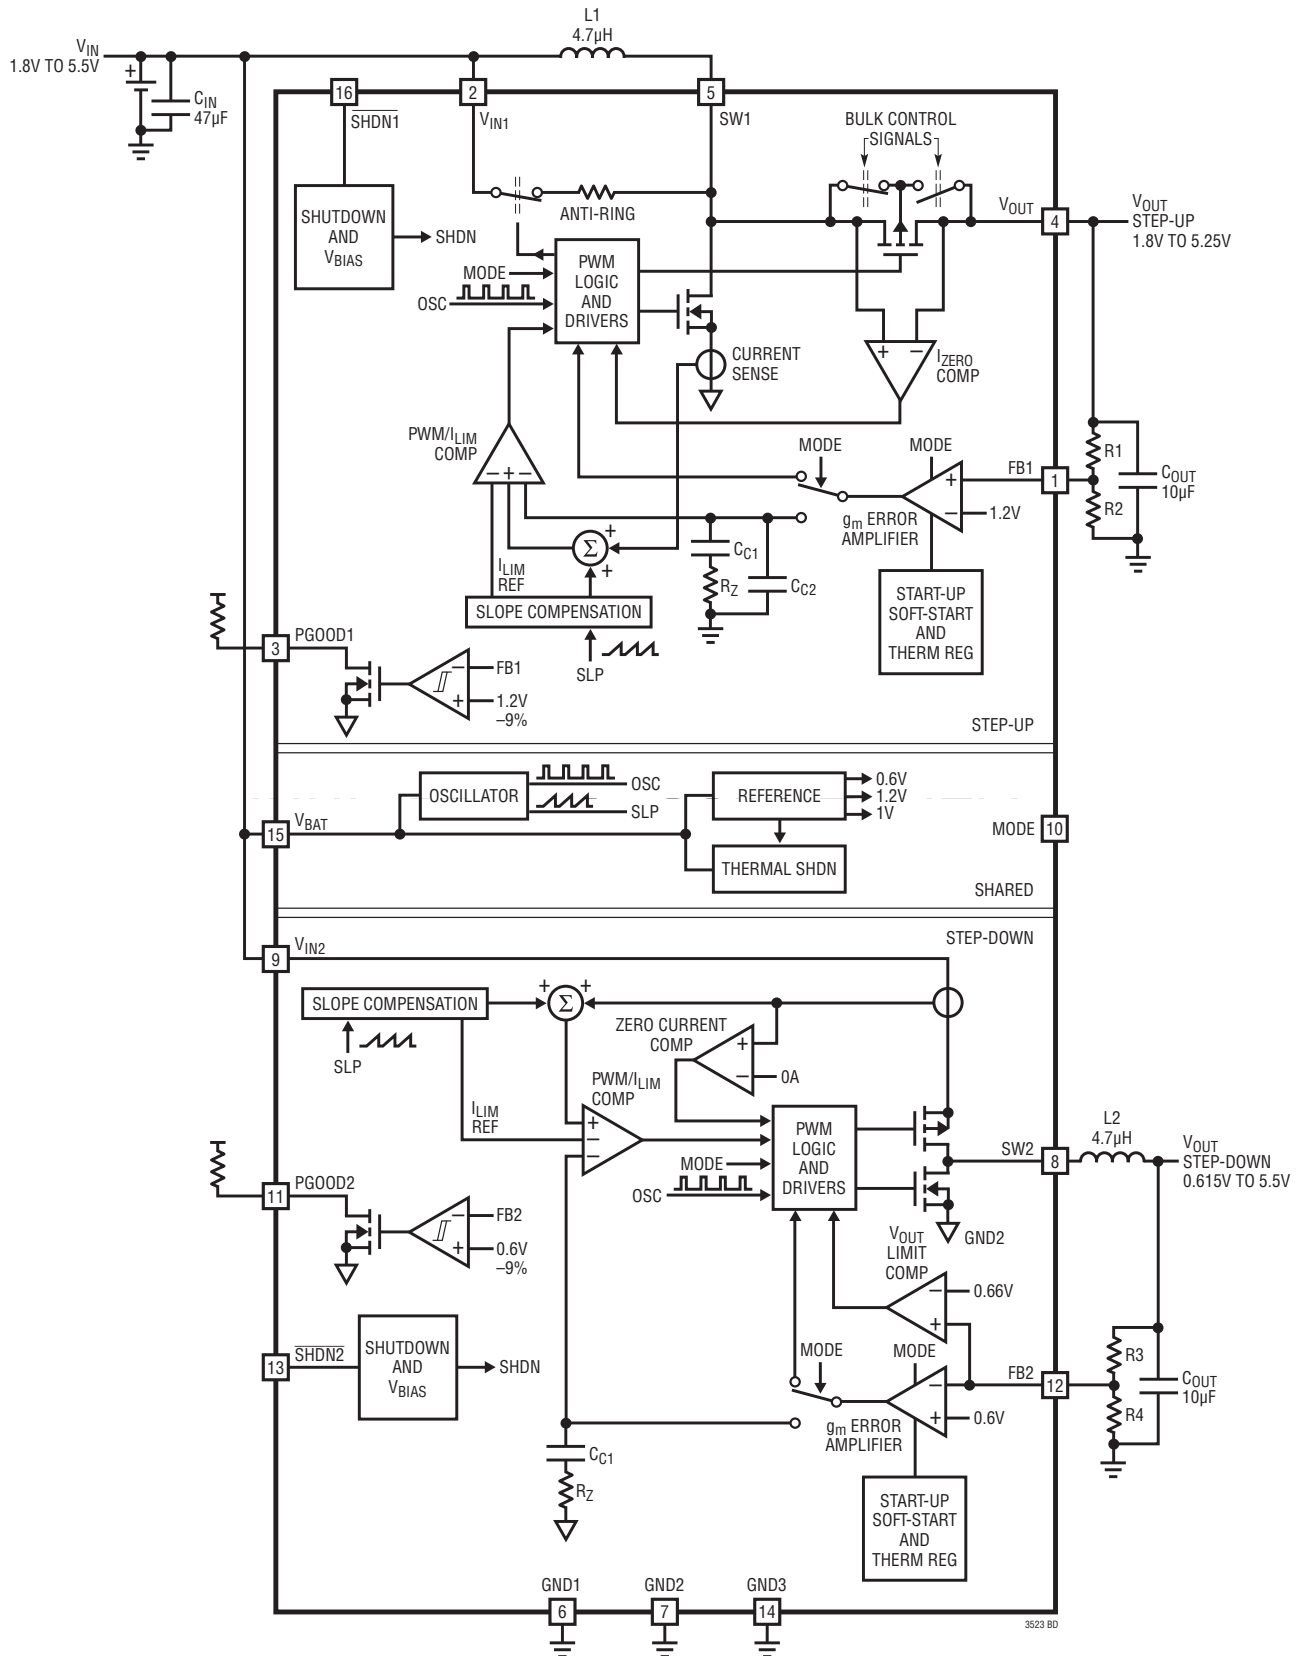 L1
4.7µH
VIN
1.8V TO 5.5V
+
CIN
47µF
16
SHDN1
2
VIN1
5
SW1
BULK CONTROL
SIGNALS
ANTI-RING
SHUTDOWN
AND
VBIAS
SHDN
VOUT
4
VOUT
STEP-UP
1.8V TO 5.25V
MODE
OSC
PWM
LOGIC
AND
DRIVERS
CURRENT
SENSE
+ –
IZERO
COMP
PWM/ILIM
COMP
– + –
MODE
MODE
FB1
1
+
–
1.2V
gm ERROR
AMPLIFIER
R1
R2
COUT
10µF
Σ
+
+
ILIM
REF
CC1
RZ
CC2
SLOPE COMPENSATION
SLP
START-UP
SOFT-START
AND
THERM REG
3
PGOOD1
–
FB1
+
1.2V
–9%
STEP-UP
OSCILLATOR
OSC
SLP
REFERENCE
0.6V
1.2V
1V
15
VBAT
MODE
10
THERMAL SHDN
SHARED
STEP-DOWN
9
VIN2
SLOPE COMPENSATION
+
+
Σ
SLP
ZERO CURRENT
COMP
+
–
0A
PWM/ILIM
COMP
ILIM
REF
+
–
–
MODE
OSC
PWM
LOGIC
AND
DRIVERS
SW2
8
L2
4.7µH
VOUT
STEP-DOWN
0.615V TO 5.5V
11
PGOOD2
–
FB2
+
0.6V
–9%
GND2
VOUT
LIMIT
COMP
–
0.66V
+
13
SHDN2
SHUTDOWN
AND
VBIAS
SHDN
MODE
MODE
–
+
0.6V
FB2
12
gm ERROR
AMPLIFIER
R3
R4
COUT
10µF
CC1
RZ
START-UP
SOFT-START
AND
THERM REG
GND1
6
GND2
7
GND3
14
3523 BD